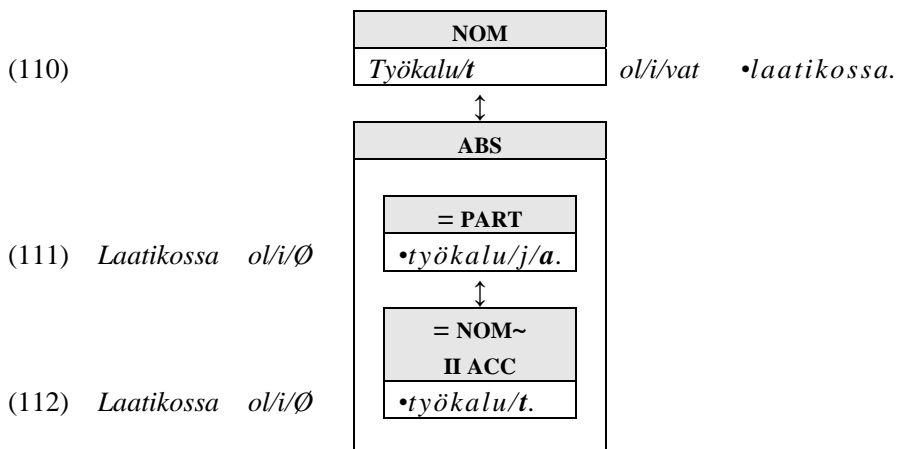 NOM
(110) Työkalu/t ol/i/vat •laatikossa.
↕
ABS
= PART
(111) Laatikossa ol/i/Ø •työkalu/j/a.
↕
= NOM~
II ACC
(112) Laatikossa ol/i/Ø •työkalu/t.